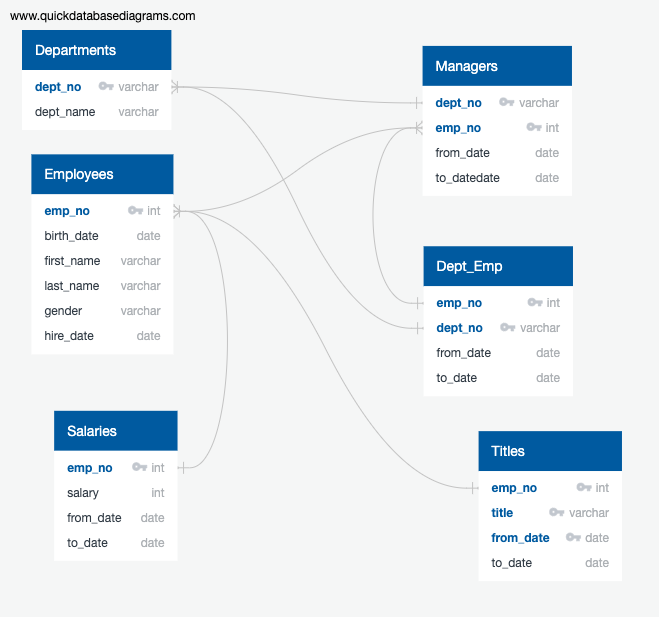 www.quickdatabasediagrams.com
Departments
dept_no varchar
dept_name varchar
Employees
emp_no int
birth_date date
first_name varchar
last_name varchar
gender varchar
hire_date date
Salaries
emp_no int
salary int
from_date date
to_date date
Managers
dept_no varchar
emp_no int
from_date date
to_datedate date
Dept_Emp
emp_no int
dept_no varchar
from_date date
to_date date
Titles
emp_no int
title varchar
from_date date
to_date date